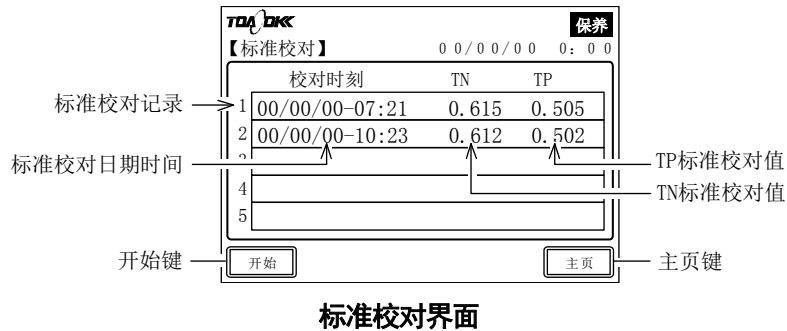 TOA DKK 保养
【标准校对】 00/00/00 0:00
校对时刻 TN TP
标准校对记录 1 00/00/00-07:21 0.615 0.505
2 00/00/00-10:23 0.612 0.502
标准校对日期时间 3 TP标准校对值
4 TN标准校对值
5
开始键 开始 主页 主页键
标准校对界面